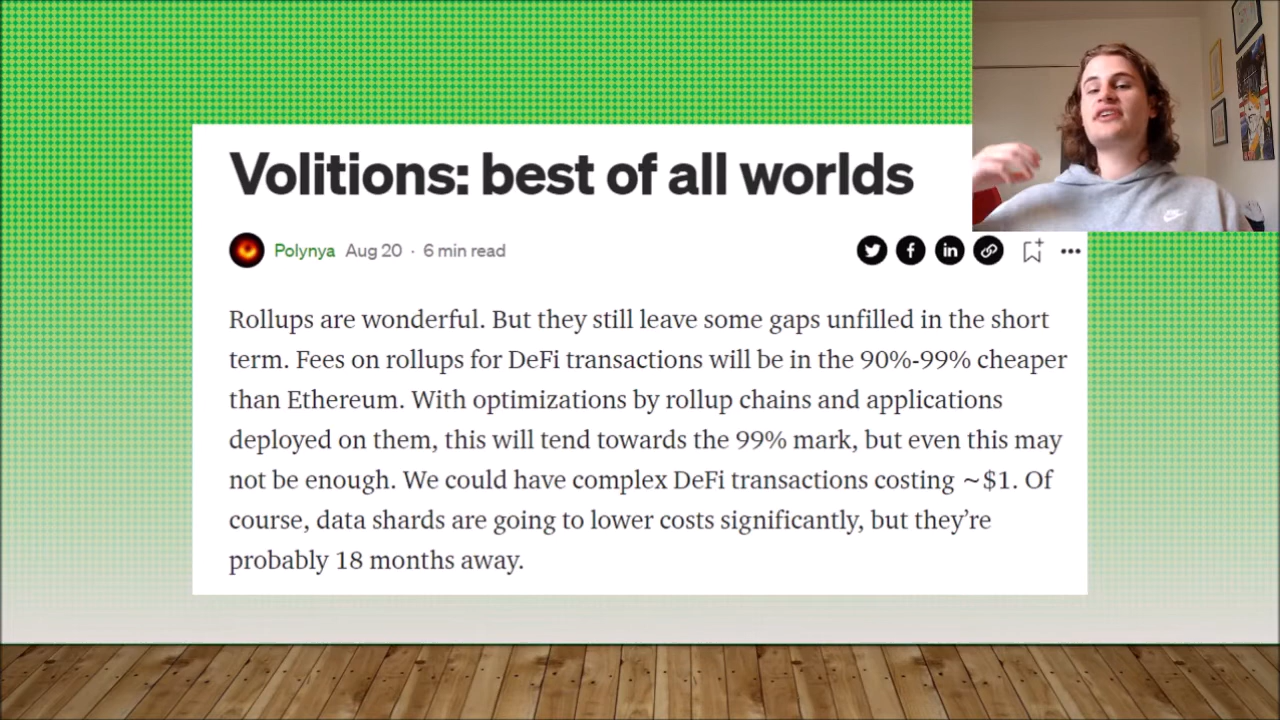 Volitions: best of all worlds
Polynya Aug 20 · 6 min read
Rollups are wonderful. But they still leave some gaps unfilled in the short
term. Fees on rollups for DeFi transactions will be in the 90%-99% cheaper
than Ethereum. With optimizations by rollup chains and applications
deployed on them, this will tend towards the 99% mark, but even this may
not be enough. We could have complex DeFi transactions costing ~$1. Of
course, data shards are going to lower costs significantly, but they’re
probably 18 months away.